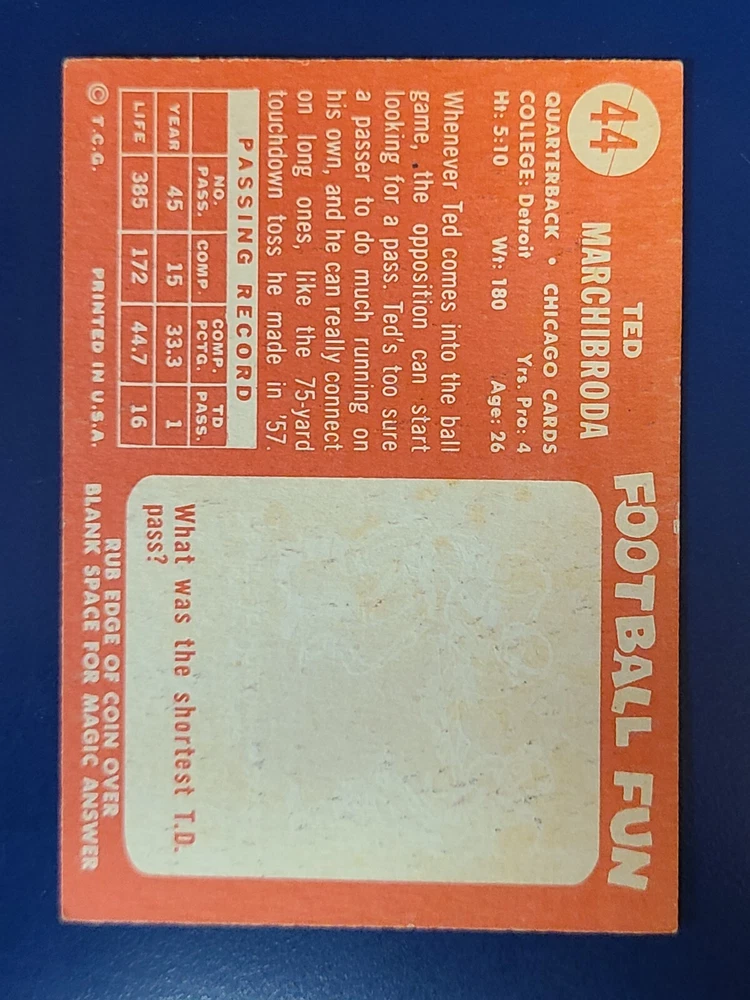 44
TED
MARCHIBRODA
QUARTERBACK • CHICAGO CARDS
COLLEGE: Detroit Yrs. Pro: 4
Ht: 5:10 Wt: 180 Age: 26
Whenever Ted comes into the ball
game, the opposition can start
looking for a pass. Ted's too sure
a passer to do much running on
his own, and he can really connect
on long ones, like the 75-yard
touchdown toss he made in '57.
PASSING RECORD
NO. PASS. COMP. COMP. PCTG. TD PASS.
YEAR 45 15 33.3 1
LIFE 385 172 44.7 16
© T.C.G. PRINTED IN U.S.A.
FOOTBALL FUN
What was the shortest T.D.
pass?
RUB EDGE OF COIN OVER
BLANK SPACE FOR MAGIC ANSWER